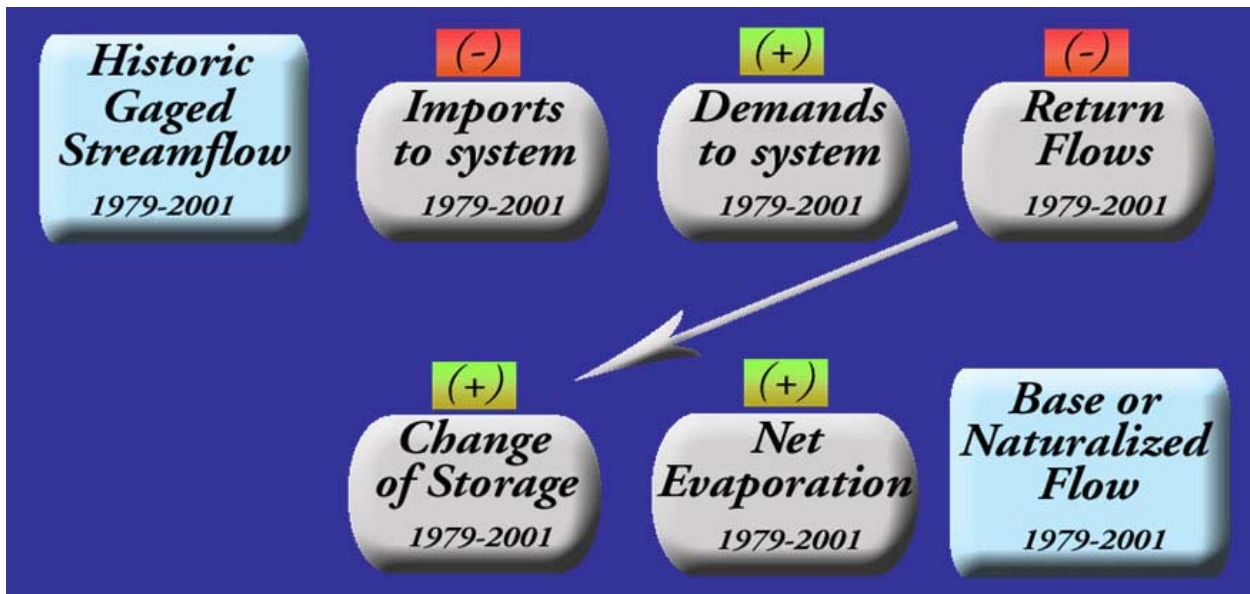 Historic
Gaged
Streamflow
1979-2001
(-)
Imports
to system
1979-2001
(+)
Demands
to system
1979-2001
(-)
Return
Flows
1979-2001
(+)
Change
of Storage
1979-2001
(+)
Net
Evaporation
1979-2001
Base or
Naturalized
Flow
1979-2001